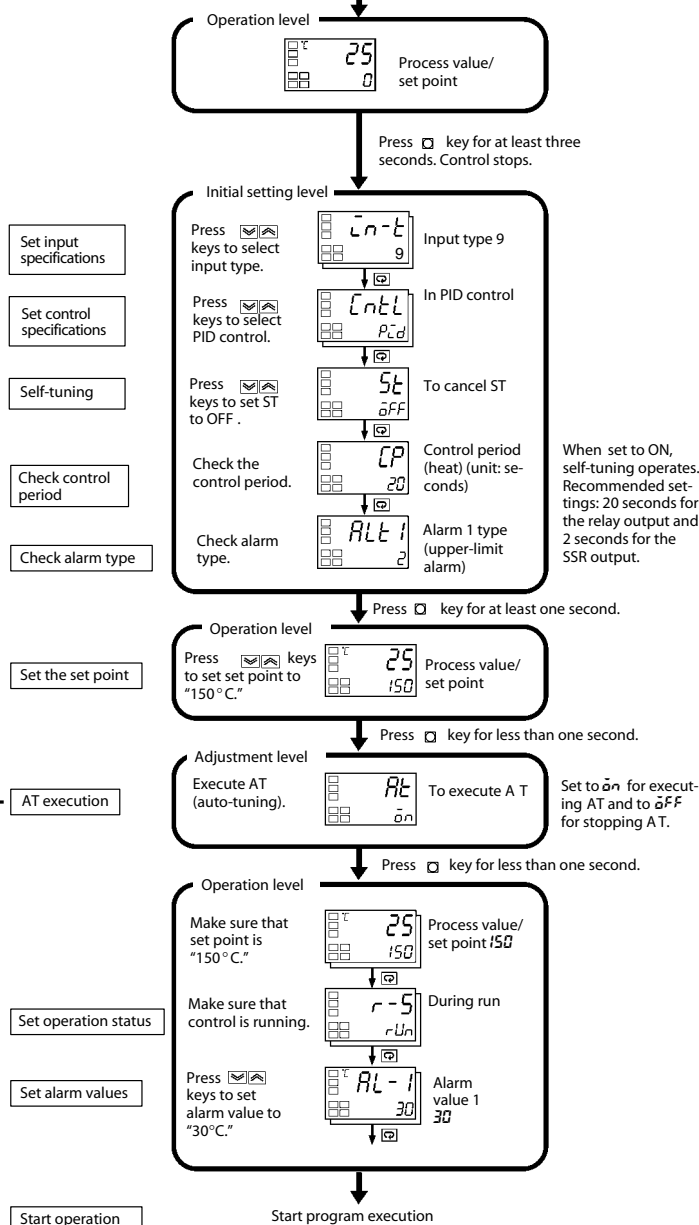 Operation level
25
0
Process value/
set point
Press key for at least three
seconds. Control stops.
Initial setting level
Set input
specifications
Press keys to select
input type.
in-t
9
Input type 9
Set control
specifications
Press
keys to select
PID control.
CntL
Pid
In PID control
Self-tuning
Press
keys to set ST
to OFF .
St
oFF
To cancel ST
Check control
period
Check the
control period.
CP
20
Control period
(heat) (unit: se-
conds)
When set to ON,
self-tuning operates.
Recommended set-
tings: 20 seconds for
the relay output and
2 seconds for the
SSR output.
Check alarm type
Check alarm
type.
ALt 1
2
Alarm 1 type
(upper-limit
alarm)
Press key for at least one second.
Operation level
Set the set point
Press keys
to set set point to
“150°C.”
°C
25
150
Process value/
set point
Press key for less than one second.
Adjustment level
AT execution
Execute AT
(auto-tuning).
At
on
To execute A T
Set to on for execut-
ing AT and to oFF
for stopping A T.
Press key for less than one second.
Operation level
Make sure that
set point is
“150°C.”
°C
25
150
Process value/
set point 150
Set operation status
Make sure that
control is running.
r-S
rUn
During run
Set alarm values
Press
keys to set
alarm value to
“30°C.”
°C
AL-1
30
Alarm
value 1
30
Start operation
Start program execution